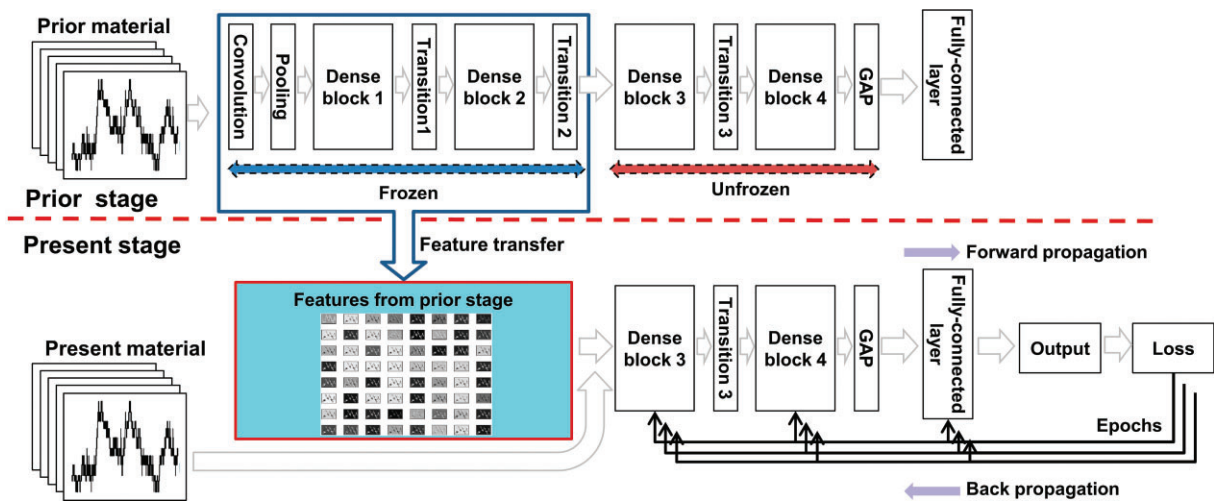 Prior material
Convolution
Pooling
Dense
block 1
Transition1
Dense
block 2
Transition 2
Dense
block 3
Transition 3
Dense
block 4
GAP
Fully-connected
layer
Frozen
Unfrozen
Prior stage
Present stage
Feature transfer
Forward propagation
Features from prior stage
Present material
Dense
block 3
Transition 3
Dense
block 4
GAP
Fully-connected
layer
Output
Loss
Epochs
Back propagation